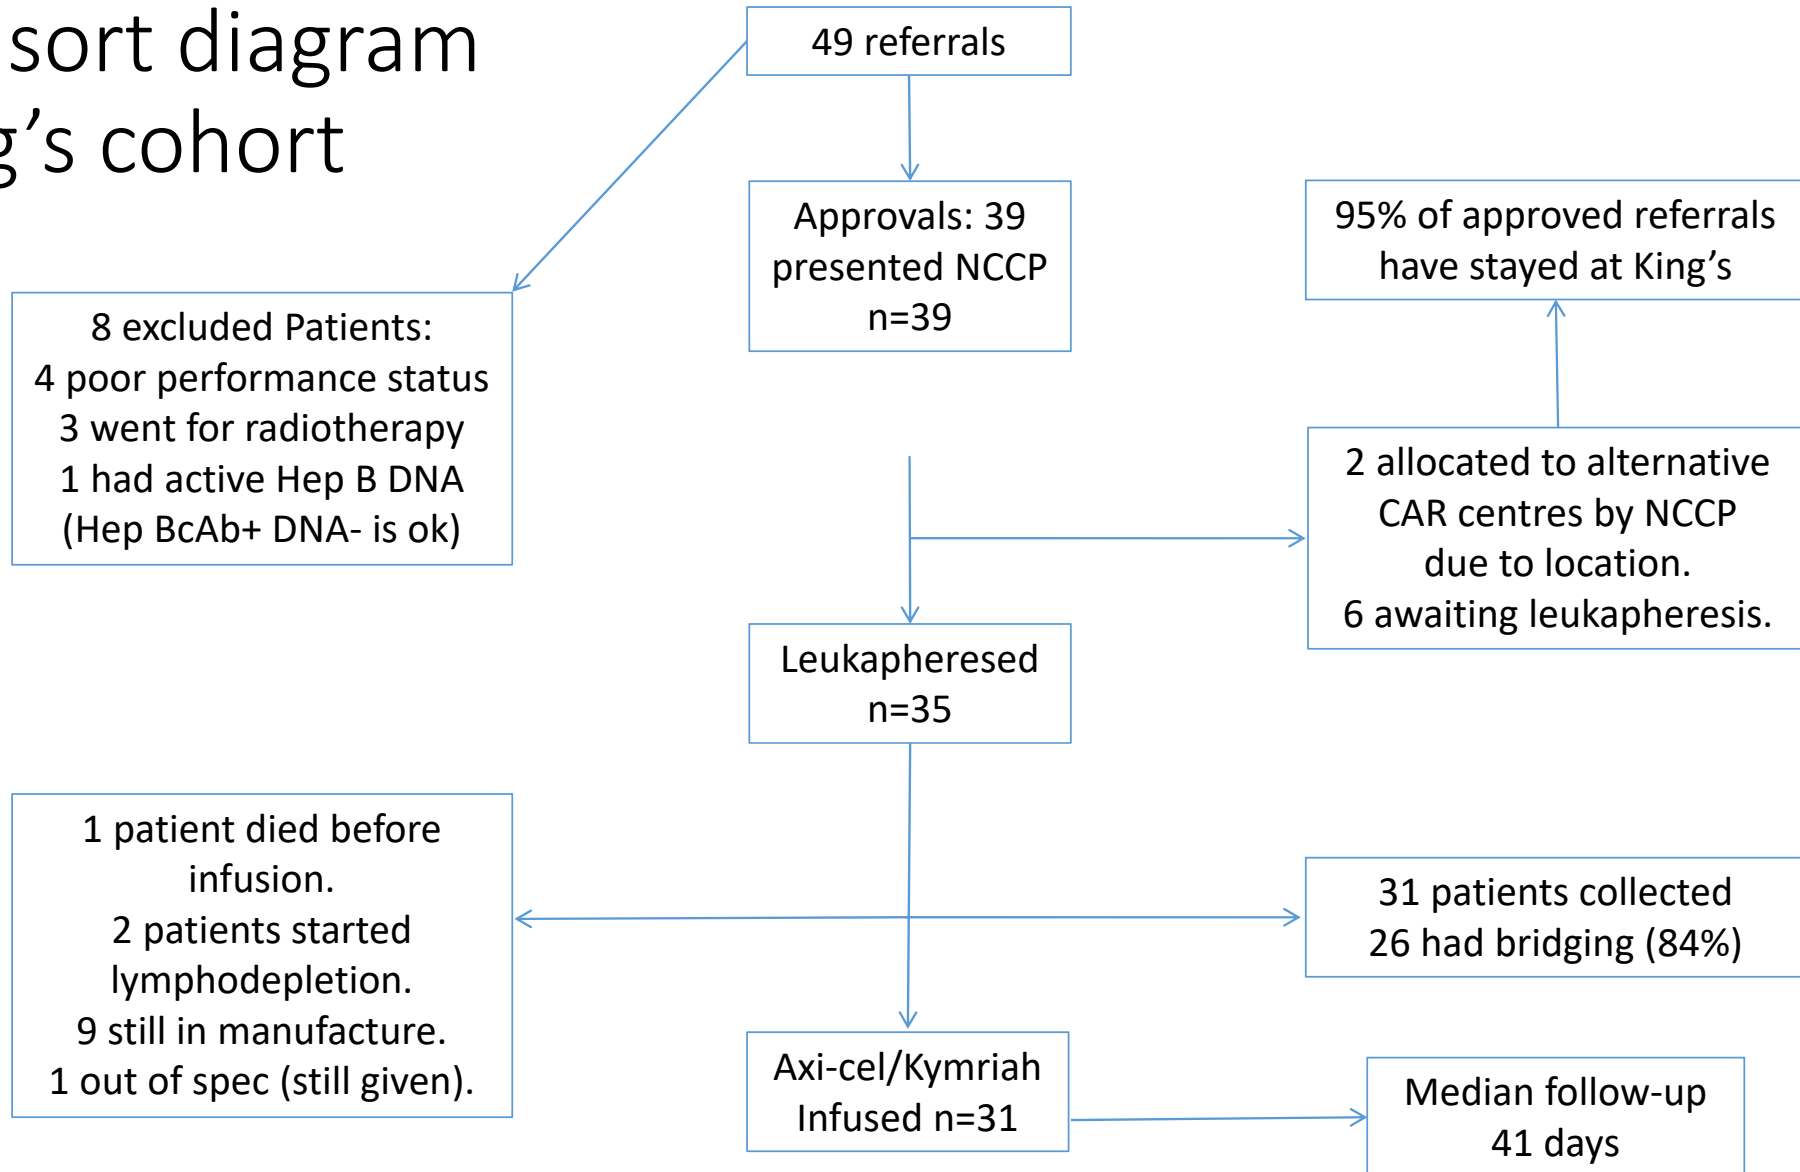 sort diagram
g’s cohort
49 referrals
Approvals: 39
presented NCCP
n=39
95% of approved referrals
have stayed at King’s
8 excluded Patients:
4 poor performance status
3 went for radiotherapy
1 had active Hep B DNA
(Hep BcAb+ DNA- is ok)
2 allocated to alternative
CAR centres by NCCP
due to location.
6 awaiting leukapheresis.
Leukapheresed
n=35
1 patient died before
infusion.
2 patients started
lymphodepletion.
9 still in manufacture.
1 out of spec (still given).
31 patients collected
26 had bridging (84%)
Axi-cel/Kymriah
Infused n=31
Median follow-up
41 days